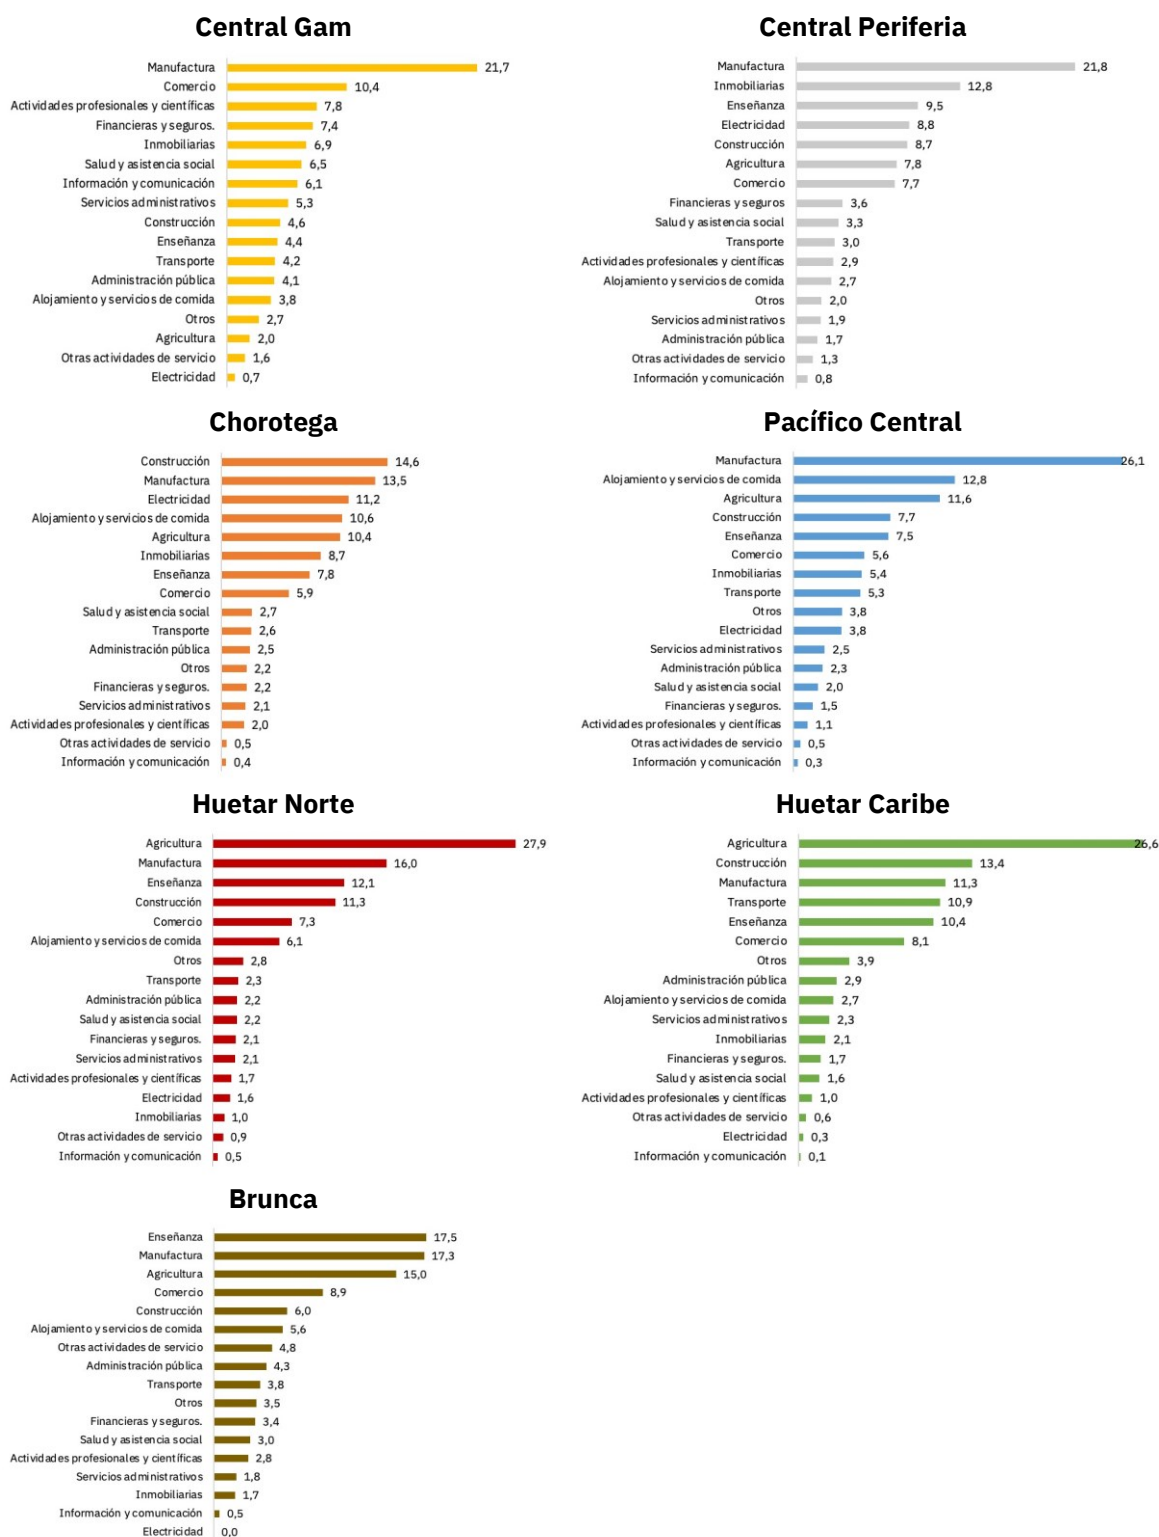 Central Gam
Manufactura 21,7
Comercio 10,4
Actividades profesionales y científicas 7,8
Financieras y seguros. 7,4
Inmobiliarias 6,9
Salud y asistencia social 6,5
Información y comunicación 6,1
Servicios administrativos 5,3
Construcción 4,6
Enseñanza 4,4
Transporte 4,2
Administración pública 4,1
Alojamiento y servicios de comida 3,8
Otros 2,7
Agricultura 2,0
Otras actividades de servicio 1,6
Electricidad 0,7
Central Periferia
Manufactura 21,8
Inmobiliarias 12,8
Enseñanza 9,5
Electricidad 8,8
Construcción 8,7
Agricultura 7,8
Comercio 7,7
Financieras y seguros 3,6
Salud y asistencia social 3,3
Transporte 3,0
Actividades profesionales y científicas 2,9
Alojamiento y servicios de comida 2,7
Otros 2,0
Servicios administrativos 1,9
Administración pública 1,7
Otras actividades de servicio 1,3
Información y comunicación 0,8
Chorotega
Construcción 14,6
Manufactura 13,5
Electricidad 11,2
Alojamiento y servicios de comida 10,6
Agricultura 10,4
Inmobiliarias 8,7
Enseñanza 7,8
Comercio 5,9
Salud y asistencia social 2,7
Transporte 2,6
Administración pública 2,5
Otros 2,2
Financieras y seguros. 2,2
Servicios administrativos 2,1
Actividades profesionales y científicas 2,0
Otras actividades de servicio 0,5
Información y comunicación 0,4
Pacífico Central
Manufactura 26,1
Alojamiento y servicios de comida 12,8
Agricultura 11,6
Construcción 7,7
Enseñanza 7,5
Comercio 5,6
Inmobiliarias 5,4
Transporte 5,3
Otros 3,8
Electricidad 3,8
Servicios administrativos 2,5
Administración pública 2,3
Salud y asistencia social 2,0
Financieras y seguros. 1,5
Actividades profesionales y científicas 1,1
Otras actividades de servicio 0,5
Información y comunicación 0,3
Huetar Norte
Agricultura 27,9
Manufactura 16,0
Enseñanza 12,1
Construcción 11,3
Comercio 7,3
Alojamiento y servicios de comida 6,1
Otros 2,8
Transporte 2,3
Administración pública 2,2
Salud y asistencia social 2,2
Financieras y seguros. 2,1
Servicios administrativos 2,1
Actividades profesionales y científicas 1,7
Electricidad 1,6
Inmobiliarias 1,0
Otras actividades de servicio 0,9
Información y comunicación 0,5
Huetar Caribe
Agricultura 26,6
Construcción 13,4
Manufactura 11,3
Transporte 10,9
Enseñanza 10,4
Comercio 8,1
Otros 3,9
Administración pública 2,9
Alojamiento y servicios de comida 2,7
Servicios administrativos 2,3
Inmobiliarias 2,1
Financieras y seguros. 1,7
Salud y asistencia social 1,6
Actividades profesionales y científicas 1,0
Otras actividades de servicio 0,6
Electricidad 0,3
Información y comunicación 0,1
Brunca
Enseñanza 17,5
Manufactura 17,3
Agricultura 15,0
Comercio 8,9
Construcción 6,0
Alojamiento y servicios de comida 5,6
Otras actividades de servicio 4,8
Administración pública 4,3
Transporte 3,8
Otros 3,5
Financieras y seguros. 3,4
Salud y asistencia social 3,0
Actividades profesionales y científicas 2,8
Servicios administrativos 1,8
Inmobiliarias 1,7
Información y comunicación 0,5
Electricidad 0,0